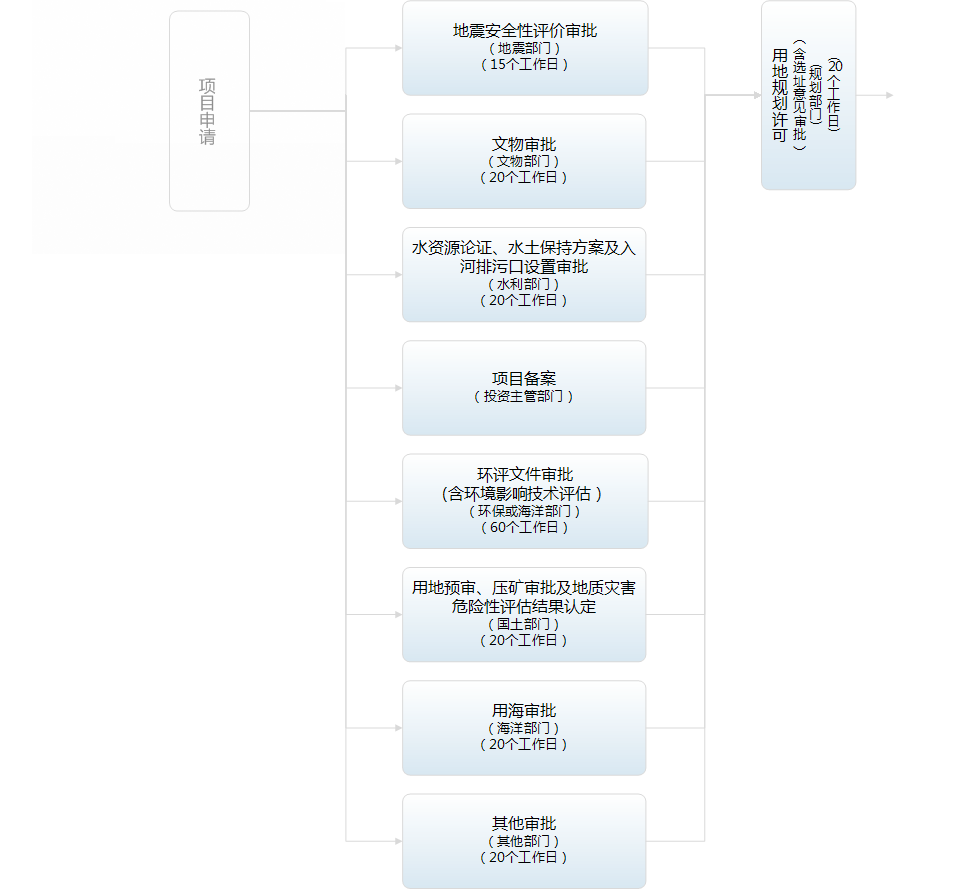 项目申请
地震安全性评价审批
（地震部门）
（15个工作日）
文物审批
（文物部门）
（20个工作日）
水资源论证、水土保持方案及入
河排污口设置审批
（水利部门）
（20个工作日）
项目备案
（投资主管部门）
环评文件审批
（含环境影响技术评估）
（环保或海洋部门）
（60个工作日）
用地预审、压矿审批及地质灾害
危险性评估结果认定
（国土部门）
（20个工作日）
用海审批
（海洋部门）
（20个工作日）
其他审批
（其他部门）
（20个工作日）
用地规划许可
（含选址意见审批）
（规划部门）
（20个工作日）